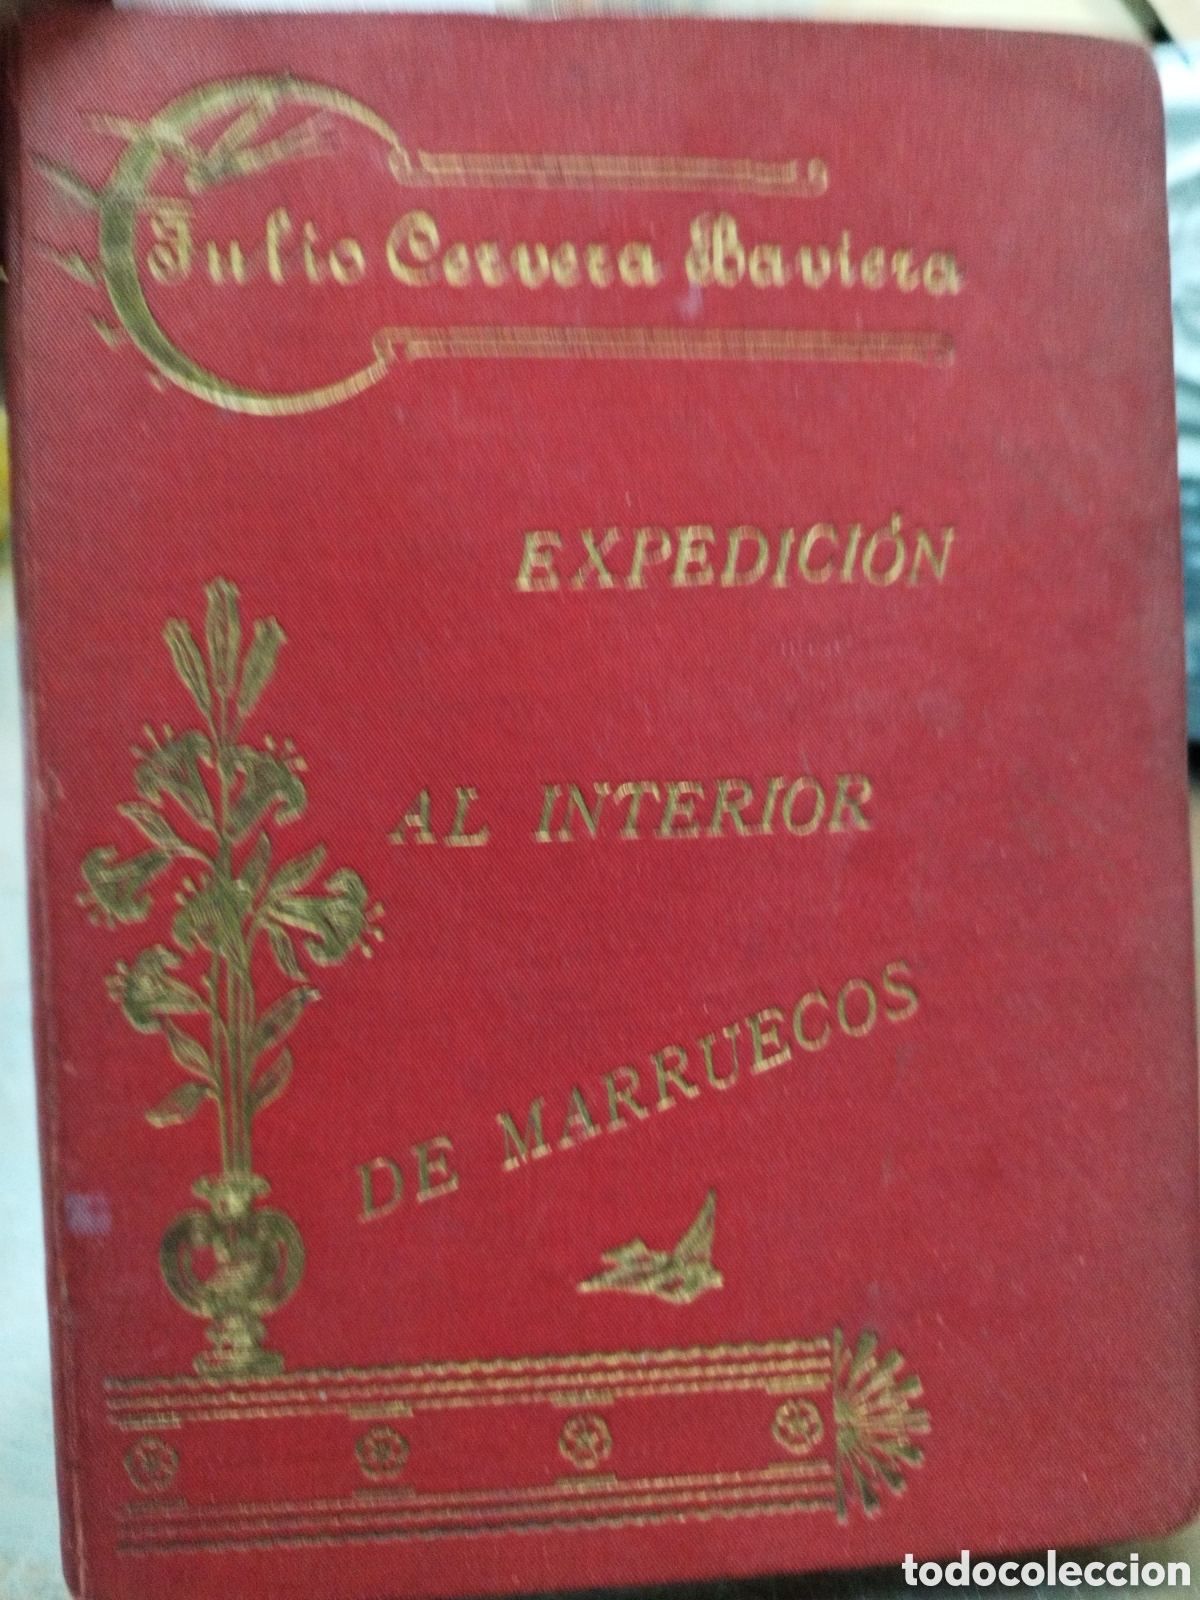 Julio Cervera Baviera
EXPEDICIÓN
AL INTERIOR
DE MARRUECOS
todocoleccion